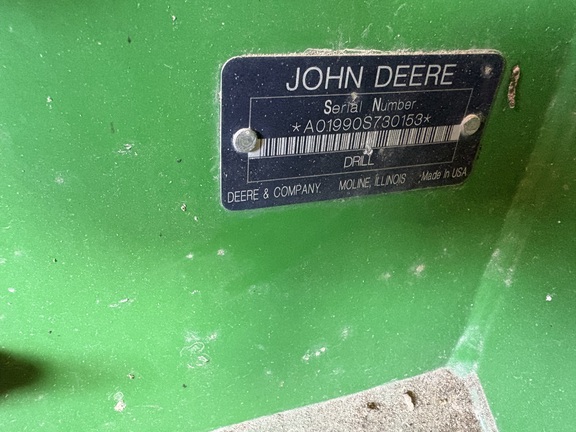 JOHN DEERE
Serial Number
*A01990S730153*
DRILL
DEERE & COMPANY MOLINE, ILLINOIS Made In USA